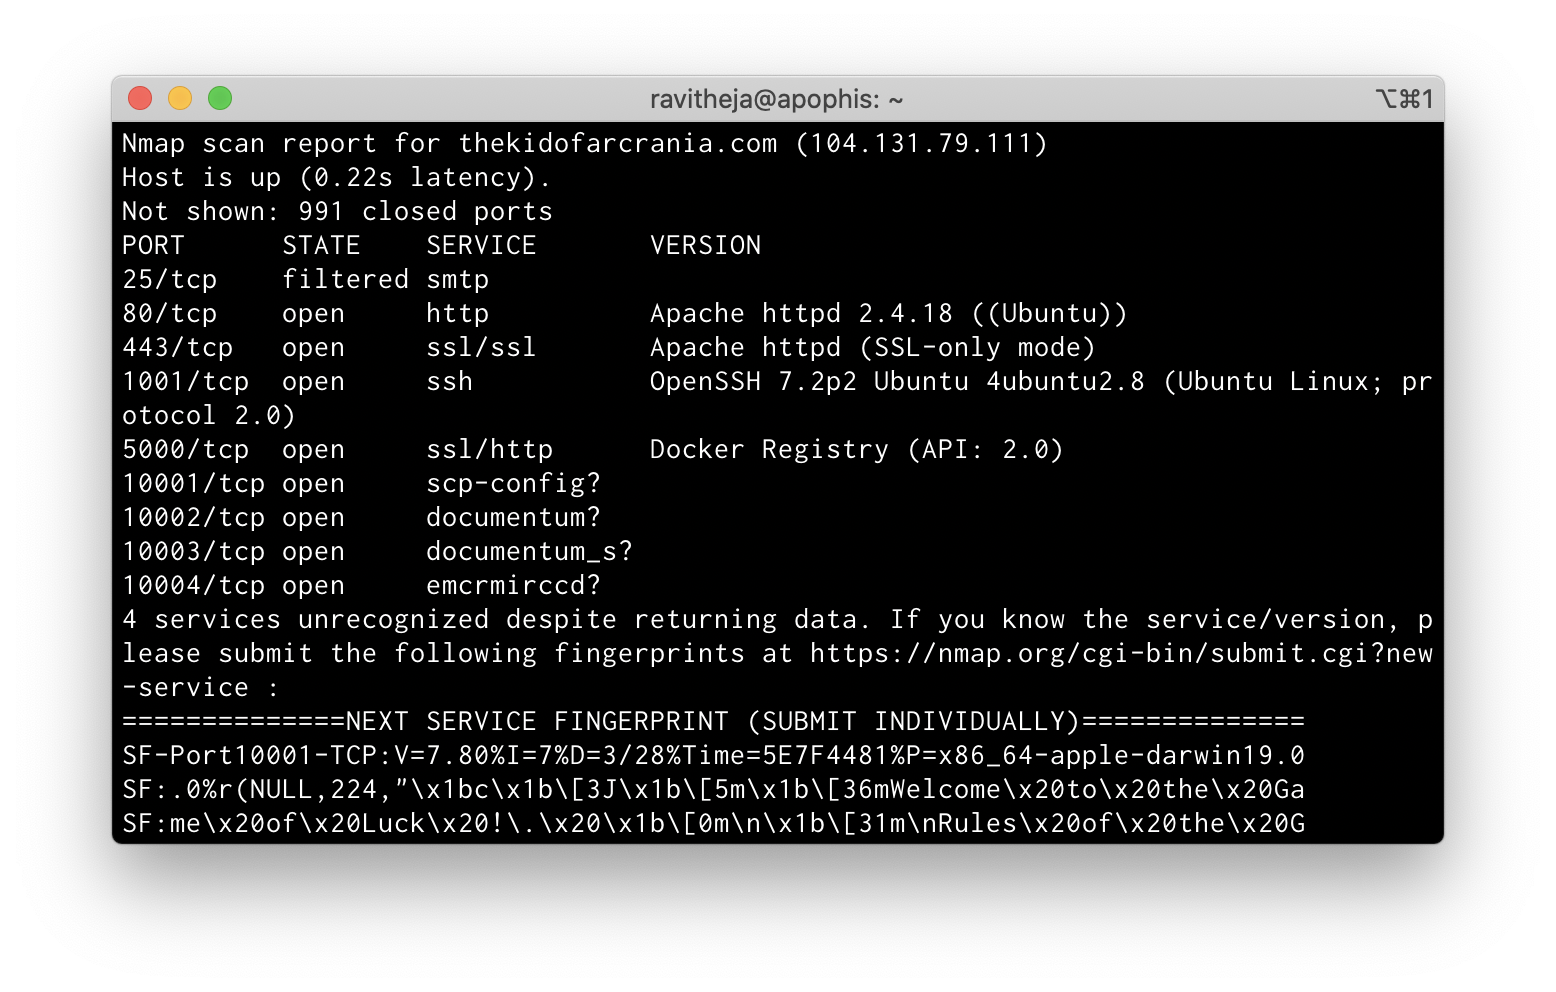 ravitheja@apophis: ~
⌥⌘1
Nmap scan report for thekidofarcrania.com (104.131.79.111)
Host is up (0.22s latency).
Not shown: 991 closed ports
PORT      STATE    SERVICE       VERSION
25/tcp    filtered smtp
80/tcp    open     http          Apache httpd 2.4.18 ((Ubuntu))
443/tcp   open     ssl/ssl       Apache httpd (SSL-only mode)
1001/tcp  open     ssh           OpenSSH 7.2p2 Ubuntu 4ubuntu2.8 (Ubuntu Linux; pr
otocol 2.0)
5000/tcp  open     ssl/http      Docker Registry (API: 2.0)
10001/tcp open     scp-config?
10002/tcp open     documentum?
10003/tcp open     documentum_s?
10004/tcp open     emcrmirccd?
4 services unrecognized despite returning data. If you know the service/version, p
lease submit the following fingerprints at https://nmap.org/cgi-bin/submit.cgi?new
-service :
==============NEXT SERVICE FINGERPRINT (SUBMIT INDIVIDUALLY)==============
SF-Port10001-TCP:V=7.80%I=7%D=3/28%Time=5E7F4481%P=x86_64-apple-darwin19.0
SF:.0%r(NULL,224,"\x1bc\x1b\[3J\x1b\[5m\x1b\[36mWelcome\x20to\x20the\x20Ga
SF:me\x20of\x20Luck\x20!\.\x20\x1b\[0m\n\x1b\[31m\nRules\x20of\x20the\x20G